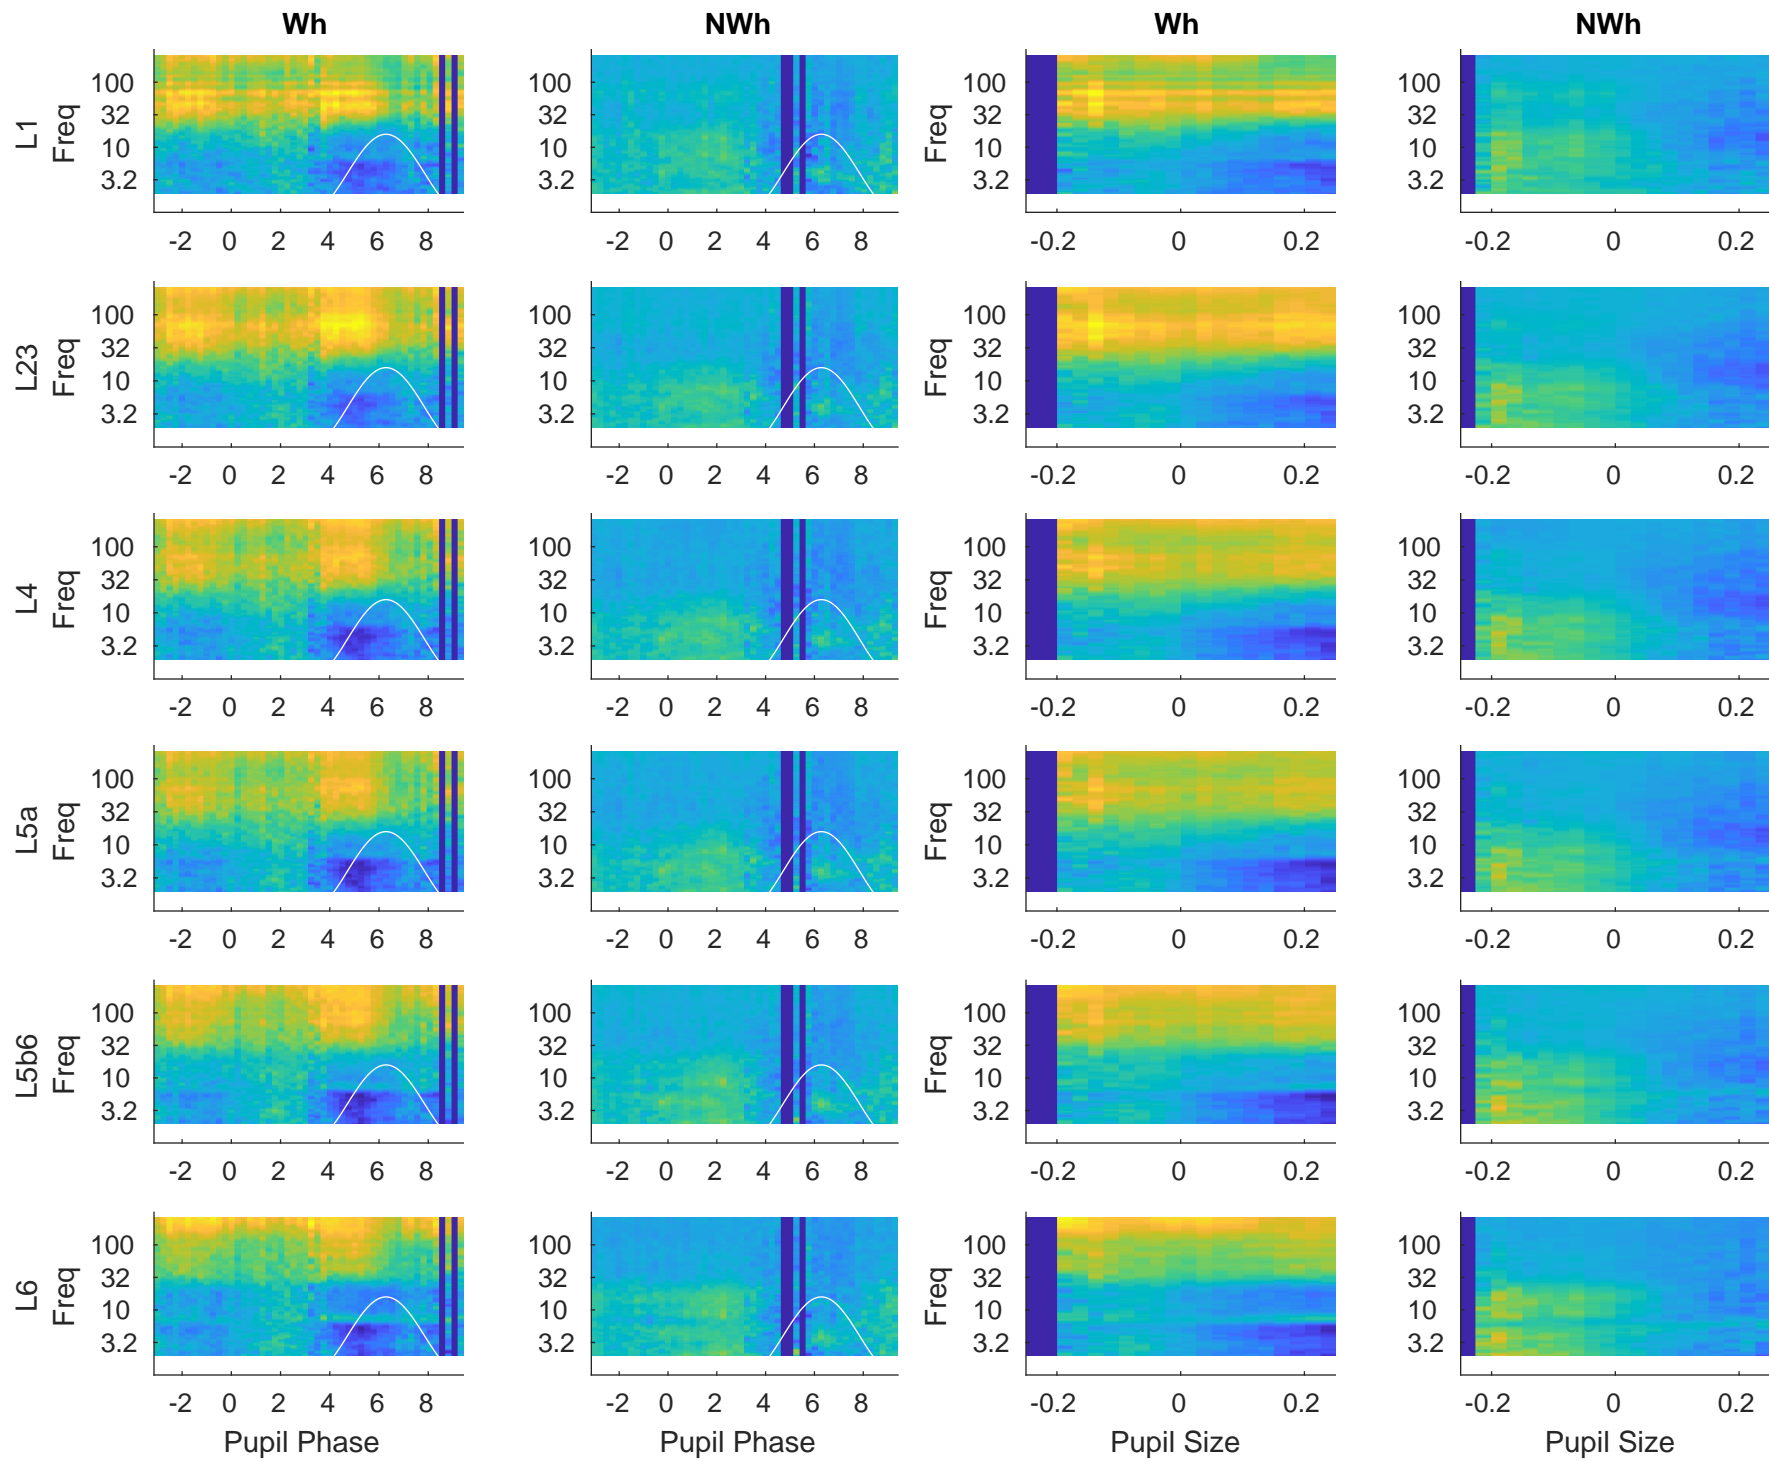 Wh NWh Wh NWh
L1 Freq 100 32 10 3.2 Freq 100 32 10 3.2 Freq 100 32 10 3.2
100 32 10 3.2
-2 0 2 4 6 8 -2 0 2 4 6 8 -0.2 0 0.2 -0.2 0 0.2
L23 Freq 100 32 10 3.2 100 32 10 3.2 Freq 100 32 10 3.2 100 32 10 3.2
-2 0 2 4 6 8 -2 0 2 4 6 8 -0.2 0 0.2 -0.2 0 0.2
L4 Freq 100 32 10 3.2 100 32 10 3.2 Freq 100 32 10 3.2 100 32 10 3.2
-2 0 2 4 6 8 -2 0 2 4 6 8 -0.2 0 0.2 -0.2 0 0.2
L5a Freq 100 32 10 3.2 100 32 10 3.2 Freq 100 32 10 3.2 100 32 10 3.2
-2 0 2 4 6 8 -2 0 2 4 6 8 -0.2 0 0.2 -0.2 0 0.2
L5b6 Freq 100 32 10 3.2 100 32 10 3.2 Freq 100 32 10 3.2 100 32 10 3.2
-2 0 2 4 6 8 -2 0 2 4 6 8 -0.2 0 0.2 -0.2 0 0.2
L6 Freq 100 32 10 3.2 100 32 10 3.2 Freq 100 32 10 3.2 100 32 10 3.2
-2 0 2 4 6 8 -2 0 2 4 6 8 -0.2 0 0.2 -0.2 0 0.2
Pupil Phase Pupil Phase Pupil Size Pupil Size